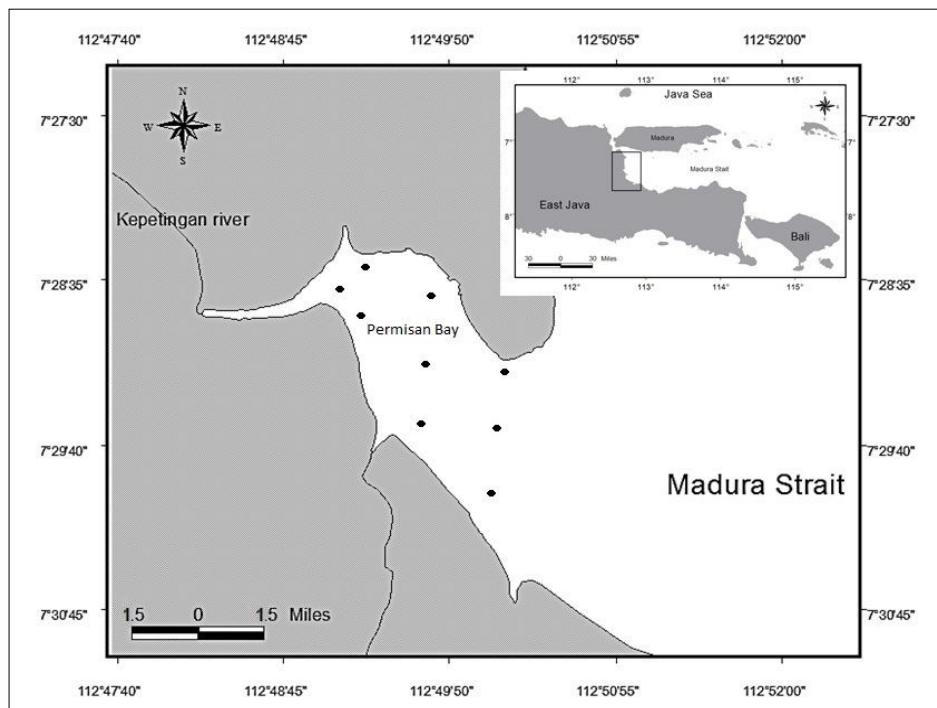 112°47'40" 112°48'45" 112°49'50" 112°50'55" 112°52'00"
7°27'30" 7°27'30"
N
W E
S
112° 113° 114° 115°
Java Sea
Madura
7° 7°
Madura Stait
East Java
8° 8°
Bali
30 0 30 Miles
112° 113° 114° 115°
Kepetingan river
7°28'35" 7°28'35"
Permisan Bay
7°29'40" 7°29'40"
Madura Strait
1.5 0 1.5 Miles
7°30'45" 7°30'45"
112°47'40" 112°48'45" 112°49'50" 112°50'55" 112°52'00"